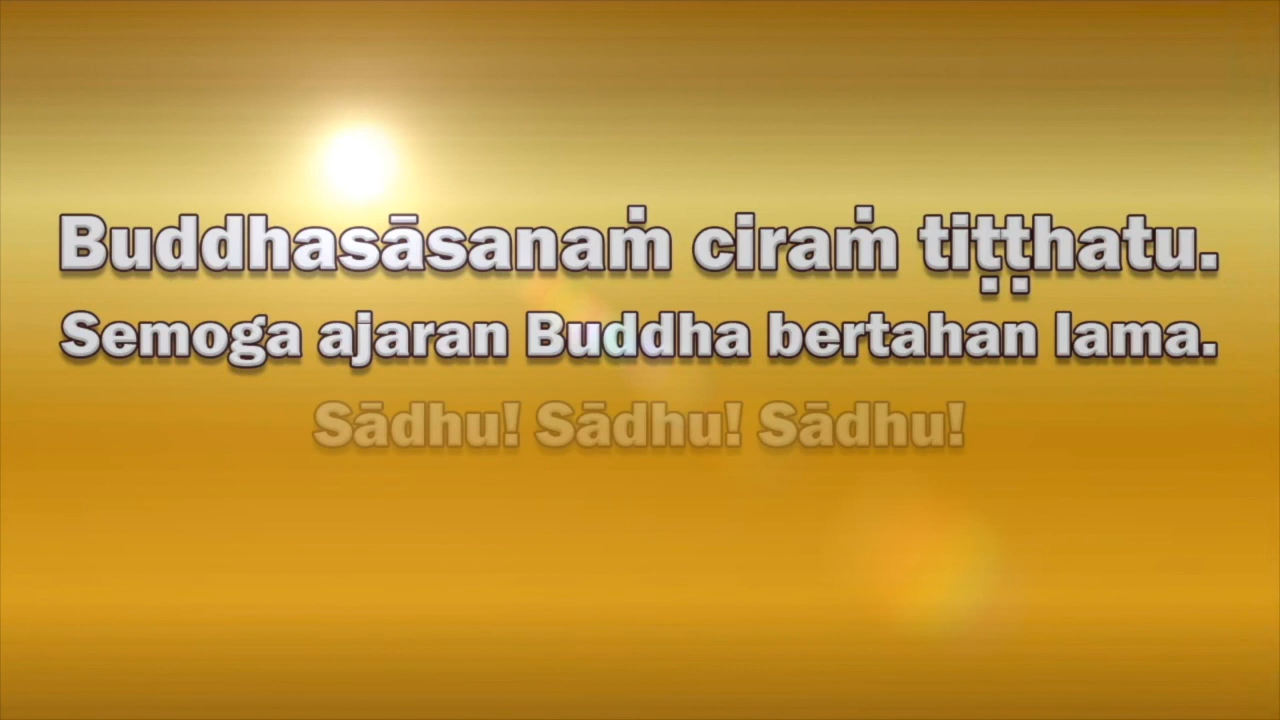 Buddhasāsanaṁ ciraṁ tiṭṭhatu.
Semoga ajaran Buddha bertahan lama.
Sādhu! Sādhu! Sādhu!